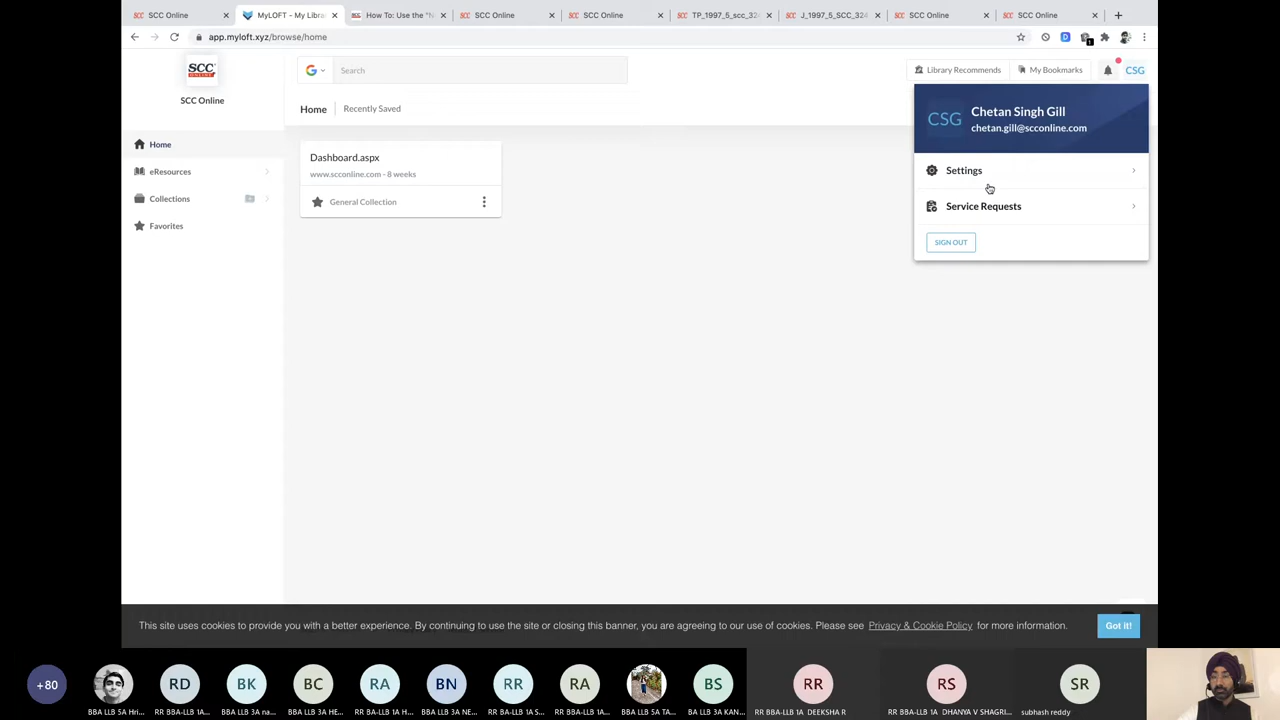 SCC Online
MyLOFT - My Libra
How To: Use the "N
SCC Online
SCC Online
TP_1997_5_scc_324
J_1997_5_SCC_324
SCC Online
SCC Online
app.myloft.xyz/browse/home
1
SCC
ONLINE
SCC Online
Search
Library Recommends
My Bookmarks
CSG
Home
Recently Saved
CSG
Chetan Singh Gill
chetan.gill@scconline.com
Home
eResources
Collections
Favorites
Dashboard.aspx
www.scconline.com - 8 weeks
General Collection
Settings
Service Requests
SIGN OUT
This site uses cookies to provide you with a better experience. By continuing to use the site or closing this banner, you are agreeing to our use of cookies. Please see Privacy & Cookie Policy for more information.
Got it!
+80
RD
BK
BC
RA
BN
RR
RA
BS
RR
RS
SR
BBA LLB 5A Hri...
RR BBA-LLB 1A...
BBA LLB 3A na...
BBA LLB 3A HE...
RR BBA-LLB 1A H...
BBA LLB 3A NE...
RR BBA-LLB 1A S...
RR BBA-LLB 1A...
BBA LLB 5A TA...
BA LLB 3A KAN...
RR BBA-LLB 1A DEEKSHA R
RR BBA-LLB 1A DHANYA V SHAGRI...
subhash reddy